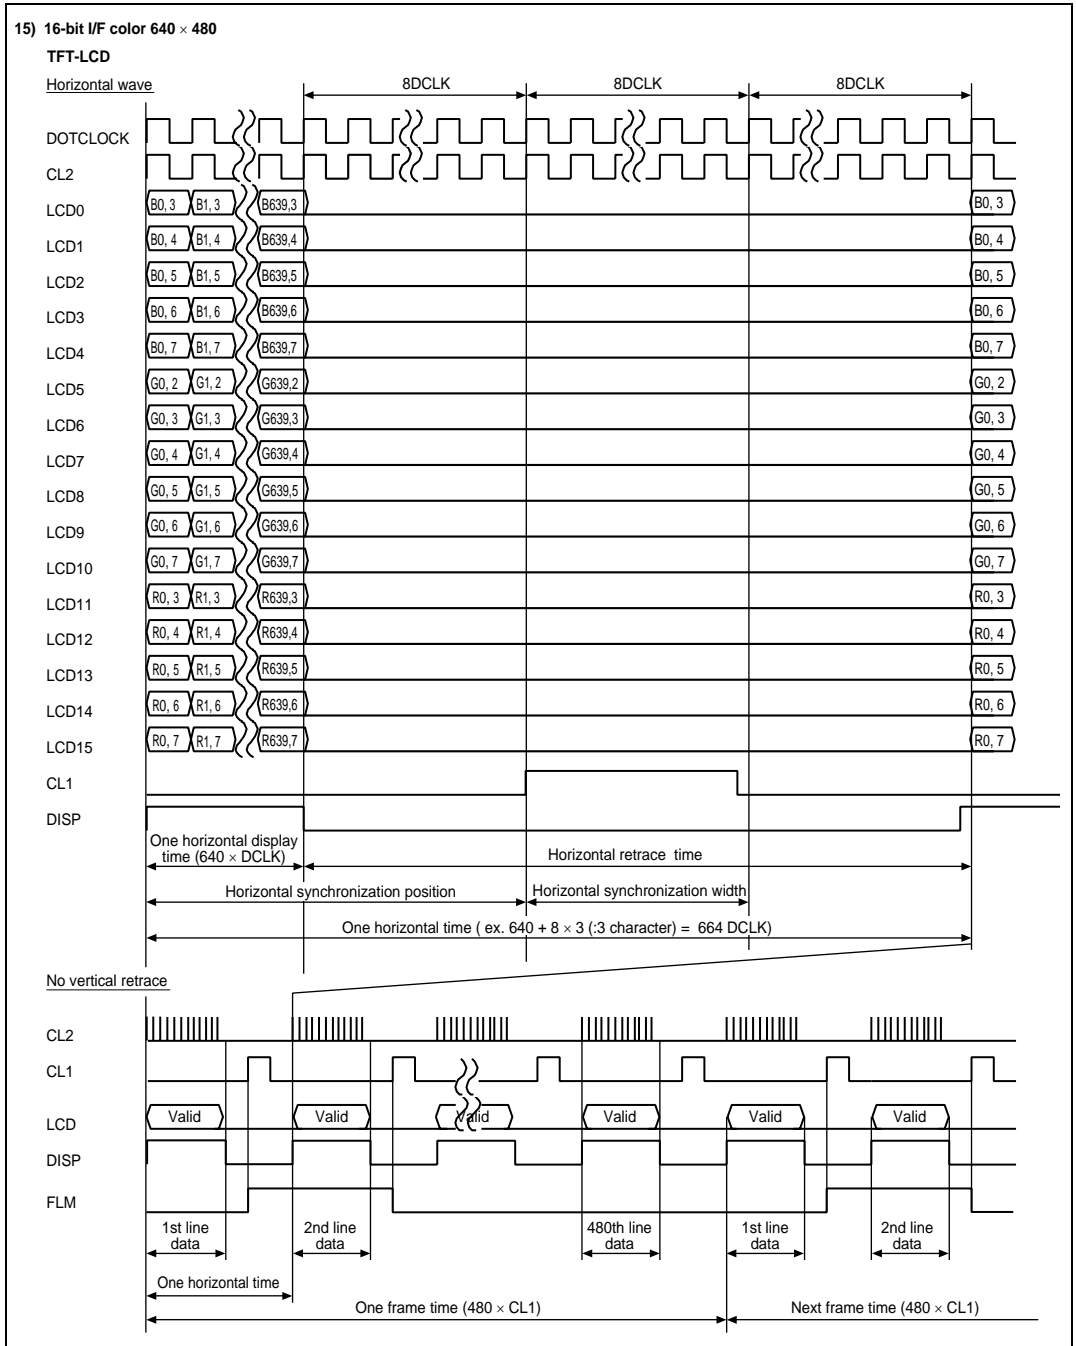 15) 16-bit I/F color 640 × 480
TFT-LCD
Horizontal wave
8DCLK 8DCLK 8DCLK
DOTCLOCK
CL2
LCD0 B0, 3 B1, 3 B639,3 B0, 3
LCD1 B0, 4 B1, 4 B639,4 B0, 4
LCD2 B0, 5 B1, 5 B639,5 B0, 5
LCD3 B0, 6 B1, 6 B639,6 B0, 6
LCD4 B0, 7 B1, 7 B639,7 B0, 7
LCD5 G0, 2 G1, 2 G639,2 G0, 2
LCD6 G0, 3 G1, 3 G639,3 G0, 3
LCD7 G0, 4 G1, 4 G639,4 G0, 4
LCD8 G0, 5 G1, 5 G639,5 G0, 5
LCD9 G0, 6 G1, 6 G639,6 G0, 6
LCD10 G0, 7 G1, 7 G639,7 G0, 7
LCD11 R0, 3 R1, 3 R639,3 R0, 3
LCD12 R0, 4 R1, 4 R639,4 R0, 4
LCD13 R0, 5 R1, 5 R639,5 R0, 5
LCD14 R0, 6 R1, 6 R639,6 R0, 6
LCD15 R0, 7 R1, 7 R639,7 R0, 7
CL1
DISP
One horizontal display
time (640 × DCLK)
Horizontal retrace time
Horizontal synchronization position
Horizontal synchronization width
One horizontal time ( ex. 640 + 8 × 3 (:3 character) = 664 DCLK)
No vertical retrace
CL2
CL1
LCD Valid Valid Valid Valid Valid Valid
DISP
FLM
1st line
data
2nd line
data
480th line
data
1st line
data
2nd line
data
One horizontal time
One frame time (480 × CL1)
Next frame time (480 × CL1)